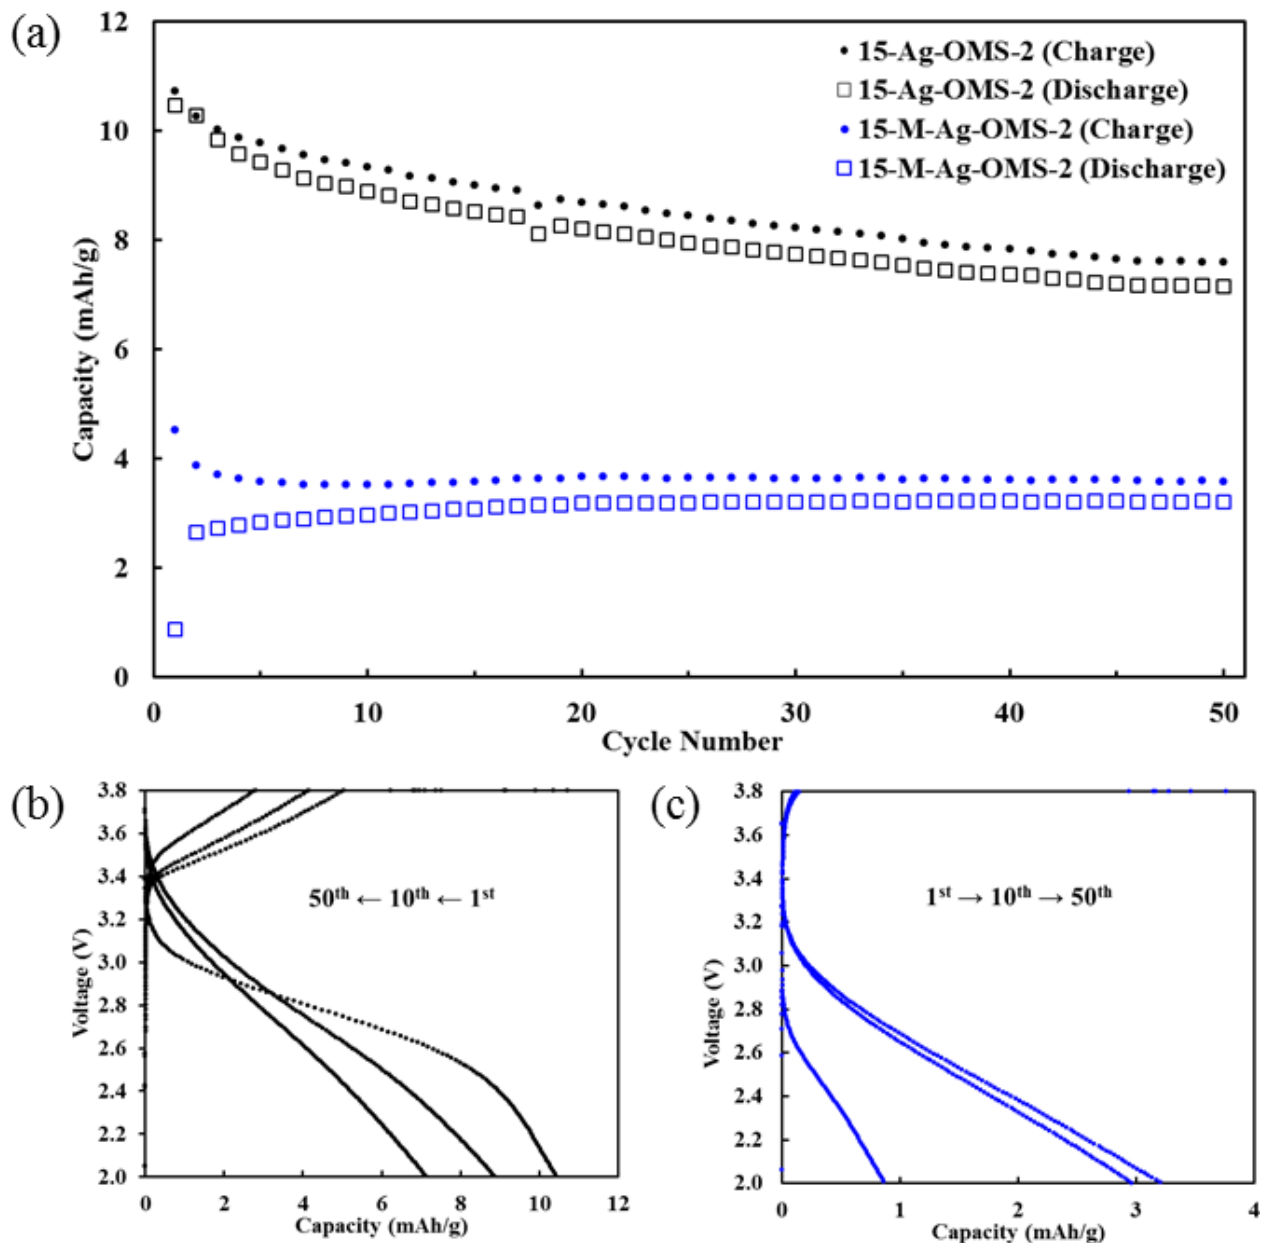 (a)
12
10
8
6
4
2
0
Capacity (mAh/g)
15-Ag-OMS-2 (Charge)
15-Ag-OMS-2 (Discharge)
15-M-Ag-OMS-2 (Charge)
15-M-Ag-OMS-2 (Discharge)
0 10 20 30 40 50
Cycle Number
(b)
3.8
3.6
3.4
3.2
3.0
2.8
2.6
2.4
2.2
2.0
Voltage (V)
50th ← 10th ← 1st
0 2 4 6 8 10 12
Capacity (mAh/g)
(c)
3.8
3.6
3.4
3.2
3.0
2.8
2.6
2.4
2.2
2.0
Voltage (V)
1st → 10th → 50th
0 1 2 3 4
Capacity (mAh/g)